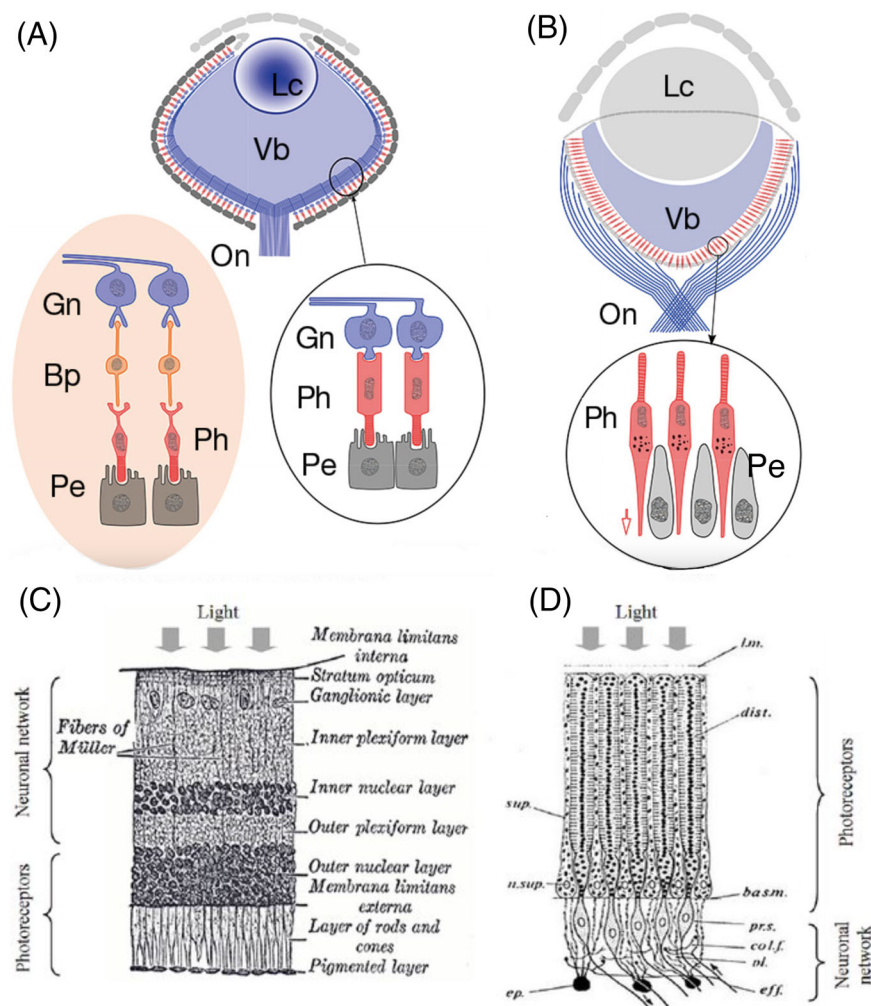 (A)
Lc
Vb
On
Gn
Bp
Ph
Pe
Gn
Ph
Pe
(B)
Lc
Vb
On
Ph
Pe
(C)
Light
Membrana limitans
interna
Stratum opticum
Ganglionic layer
Fibers of
Müller
Inner plexiform layer
Inner nuclear layer
Outer plexiform layer
Outer nuclear layer
Membrana limitans
externa
Layer of rods and
cones
Pigmented layer
Neuronal network
Photoreceptors
(D)
Light
l.m.
dist.
sup.
n.sup.
bas.m.
pr.s.
col.f.
pl.
eff.
ep.
Photoreceptors
Neuronal
network